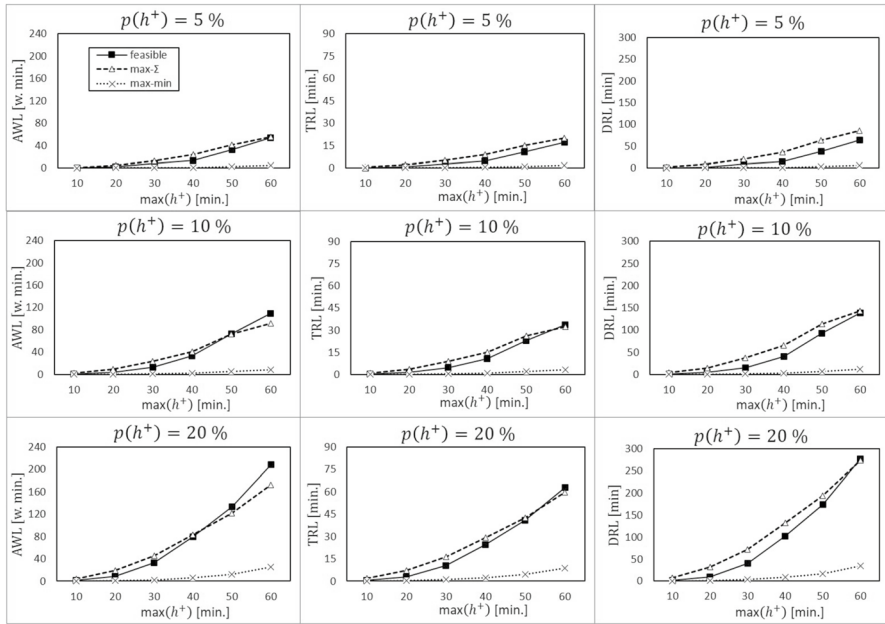 p(h⁺) = 5 %
AWL [w. min.]
240
200
160
120
80
40
0
feasible
max-Σ
max-min
10 20 30 40 50 60
max(h⁺) [min.]
p(h⁺) = 5 %
TRL [min.]
90
75
60
45
30
15
0
10 20 30 40 50 60
max(h⁺) [min.]
p(h⁺) = 5 %
DRL [min.]
300
250
200
150
100
50
0
10 20 30 40 50 60
max(h⁺) [min.]
p(h⁺) = 10 %
AWL [w. min.]
240
200
160
120
80
40
0
10 20 30 40 50 60
max(h⁺) [min.]
p(h⁺) = 10 %
TRL [min.]
90
75
60
45
30
15
0
10 20 30 40 50 60
max(h⁺) [min.]
p(h⁺) = 10 %
DRL [min.]
300
250
200
150
100
50
0
10 20 30 40 50 60
max(h⁺) [min.]
p(h⁺) = 20 %
AWL [w. min.]
240
200
160
120
80
40
0
10 20 30 40 50 60
max(h⁺) [min.]
p(h⁺) = 20 %
TRL [min.]
90
75
60
45
30
15
0
10 20 30 40 50 60
max(h⁺) [min.]
p(h⁺) = 20 %
DRL [min]
300
250
200
150
100
50
0
10 20 30 40 50 60
max(h⁺) [min.]